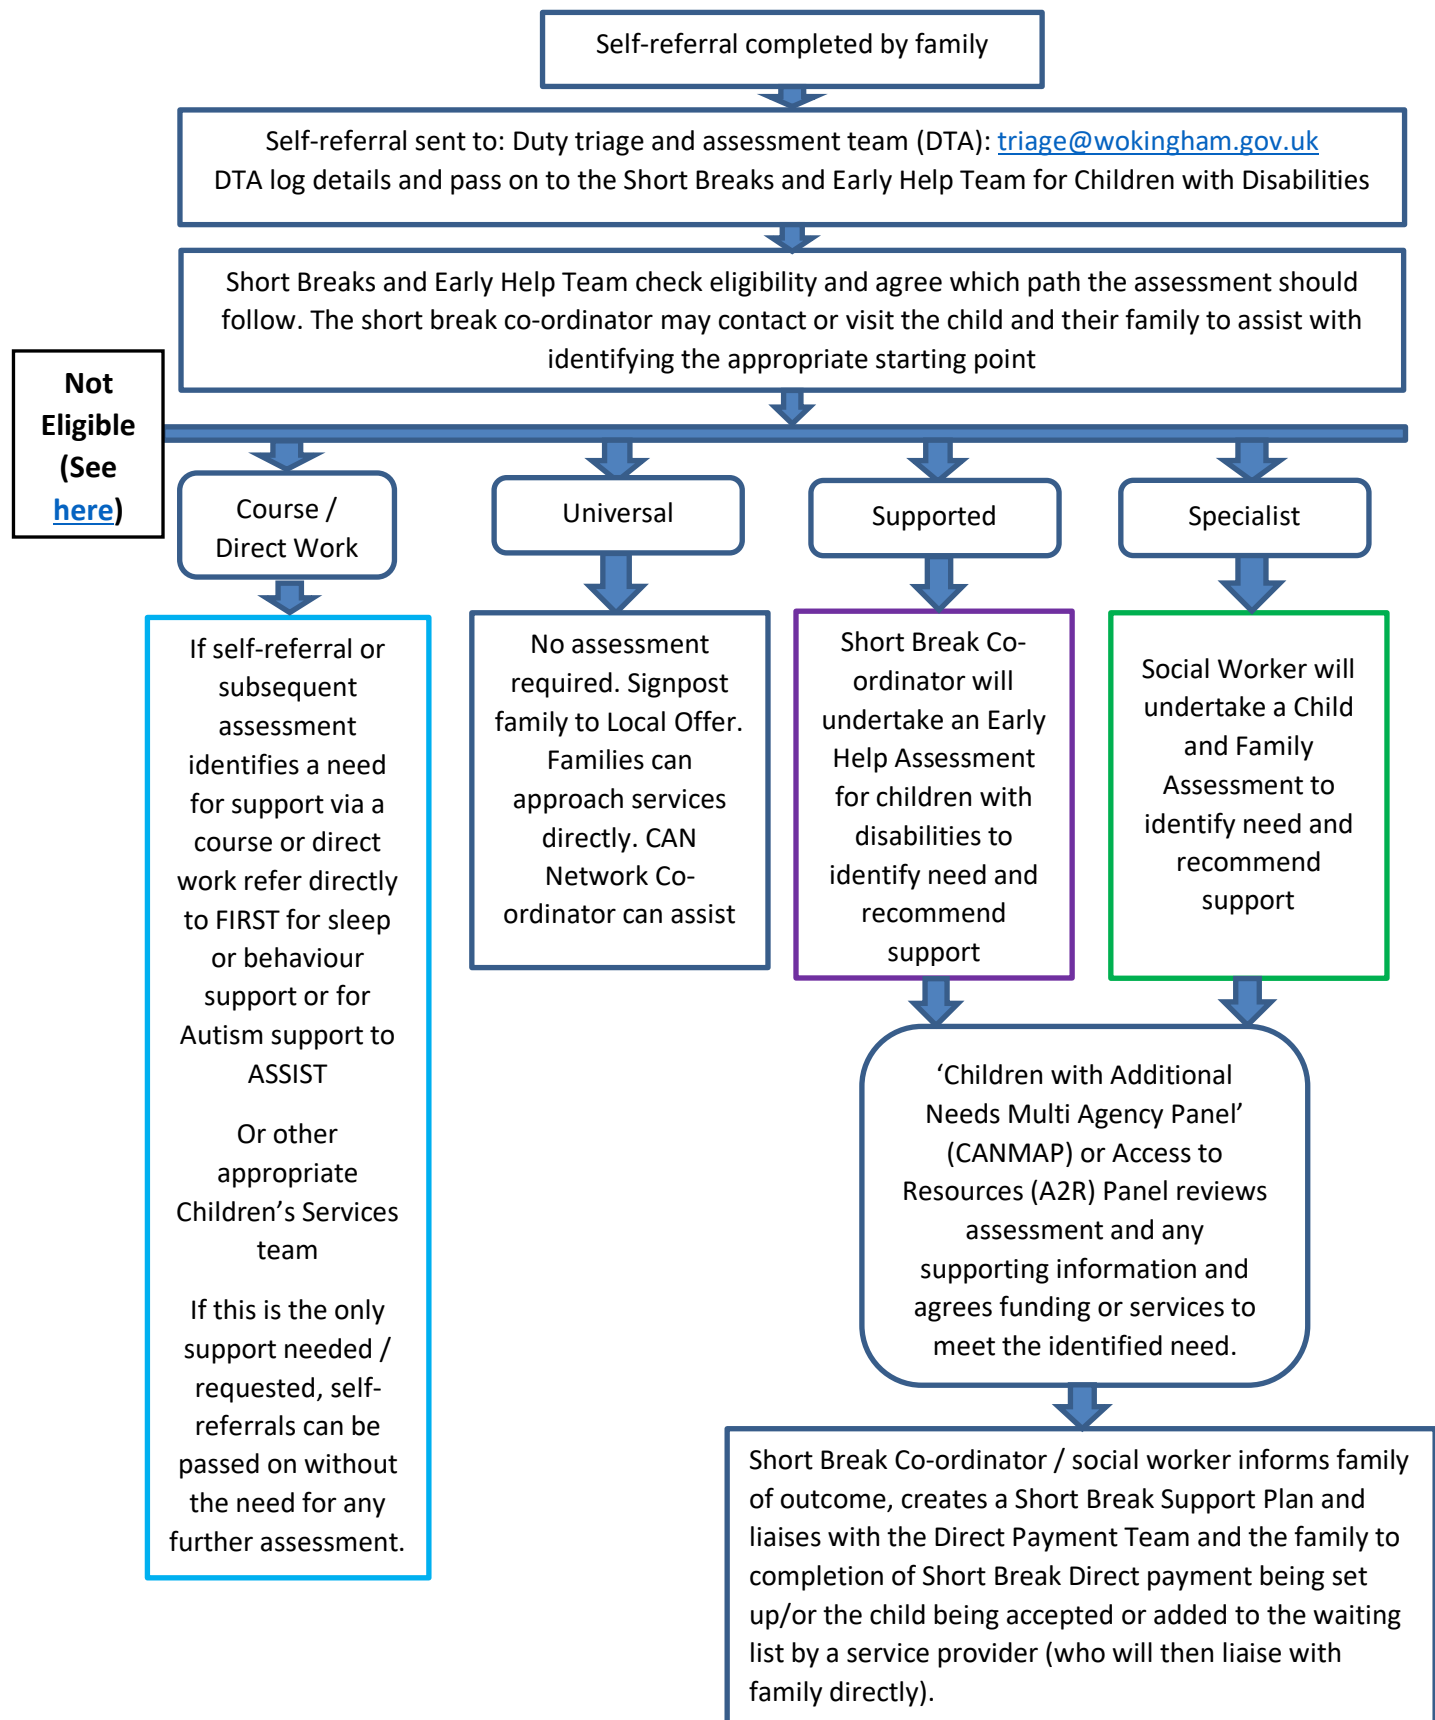 Self-referral completed by family
Self-referral sent to: Duty triage and assessment team (DTA): triage@wokingham.gov.uk
DTA log details and pass on to the Short Breaks and Early Help Team for Children with Disabilities
Short Breaks and Early Help Team check eligibility and agree which path the assessment should
follow. The short break co-ordinator may contact or visit the child and their family to assist with
identifying the appropriate starting point
Not
Eligible
(See
here)
Course /
Direct Work
Universal
Supported
Specialist
If self-referral or
subsequent
assessment
identifies a need
for support via a
course or direct
work refer directly
to FIRST for sleep
or behaviour
support or for
Autism support to
ASSIST
Or other
appropriate
Children’s Services
team
If this is the only
support needed /
requested, self-
referrals can be
passed on without
the need for any
further assessment.
No assessment
required. Signpost
family to Local Offer.
Families can
approach services
directly. CAN
Network Co-
ordinator can assist
Short Break Co-
ordinator will
undertake an Early
Help Assessment
for children with
disabilities to
identify need and
recommend
support
Social Worker will
undertake a Child
and Family
Assessment to
identify need and
recommend
support
‘Children with Additional
Needs Multi Agency Panel’
(CANMAP) or Access to
Resources (A2R) Panel reviews
assessment and any
supporting information and
agrees funding or services to
meet the identified need.
Short Break Co-ordinator / social worker informs family
of outcome, creates a Short Break Support Plan and
liaises with the Direct Payment Team and the family to
completion of Short Break Direct payment being set
up/or the child being accepted or added to the waiting
list by a service provider (who will then liaise with
family directly).